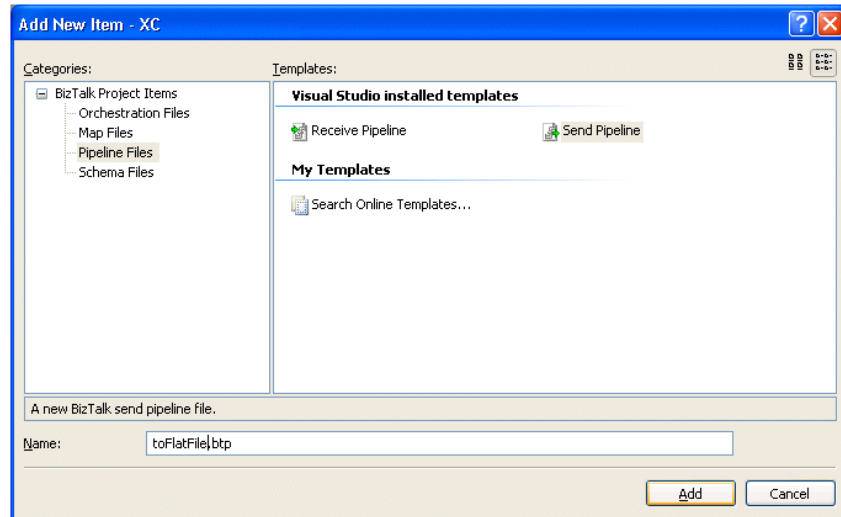 Add New Item - XC
Categories:
Templates:
BizTalk Project Items
Orchestration Files
Map Files
Pipeline Files
Schema Files
Visual Studio installed templates
Receive Pipeline
Send Pipeline
My Templates
Search Online Templates...
A new BizTalk send pipeline file.
Name:
toFlatFile.btp
Add
Cancel